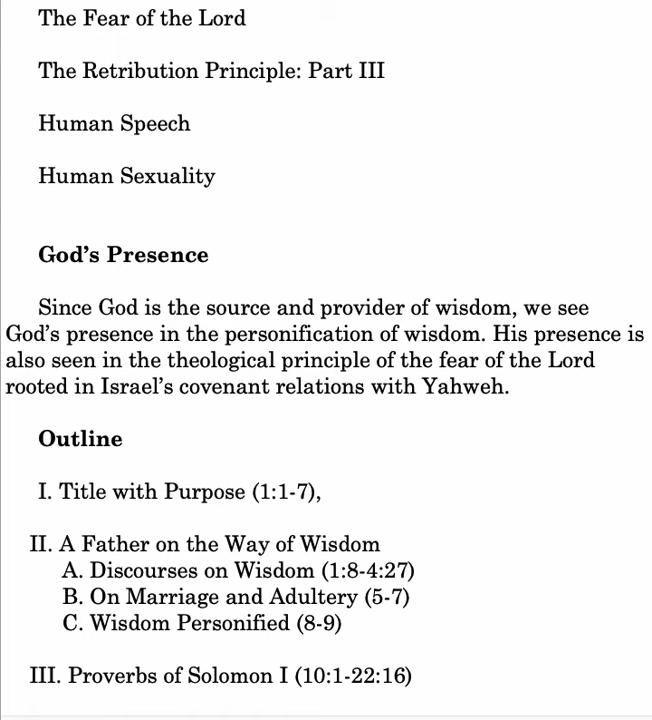 The Fear of the Lord
The Retribution Principle: Part III
Human Speech
Human Sexuality
God's Presence
Since God is the source and provider of wisdom, we see
God's presence in the personification of wisdom. His presence is
also seen in the theological principle of the fear of the Lord
rooted in Israel's covenant relations with Yahweh.
Outline
I. Title with Purpose (1:1-7),
II. A Father on the Way of Wisdom
A. Discourses on Wisdom (1:8-4:27)
B. On Marriage and Adultery (5-7)
C. Wisdom Personified (8-9)
III. Proverbs of Solomon I (10:1-22:16)